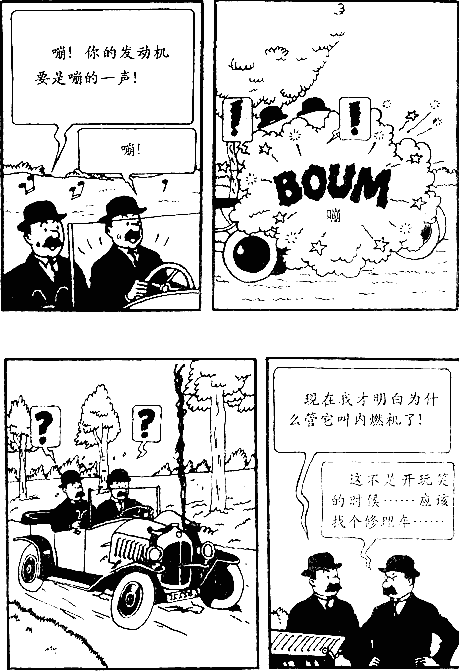 嘣！你的发动机
要是嘣的一声！
嘣！
!
!
BOUM
嘣
?
?
现在我才明白为什
么管它叫内燃机了！
这不是开玩笑
的时候……应该
找个修理车……